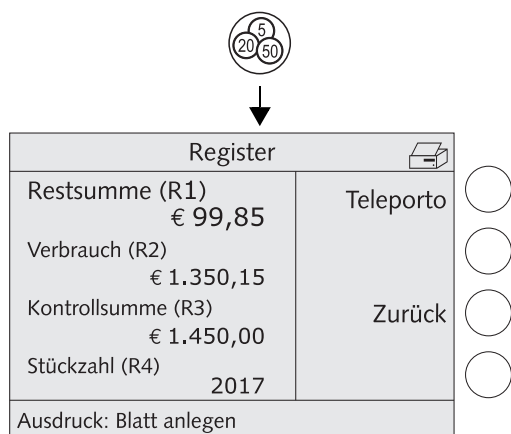 5
20 50
Register
Restsumme (R1)
€ 99,85
Teleporto
Verbrauch (R2)
€ 1.350,15
Kontrollsumme (R3)
€ 1.450,00
Zurück
Stückzahl (R4)
2017
Ausdruck: Blatt anlegen